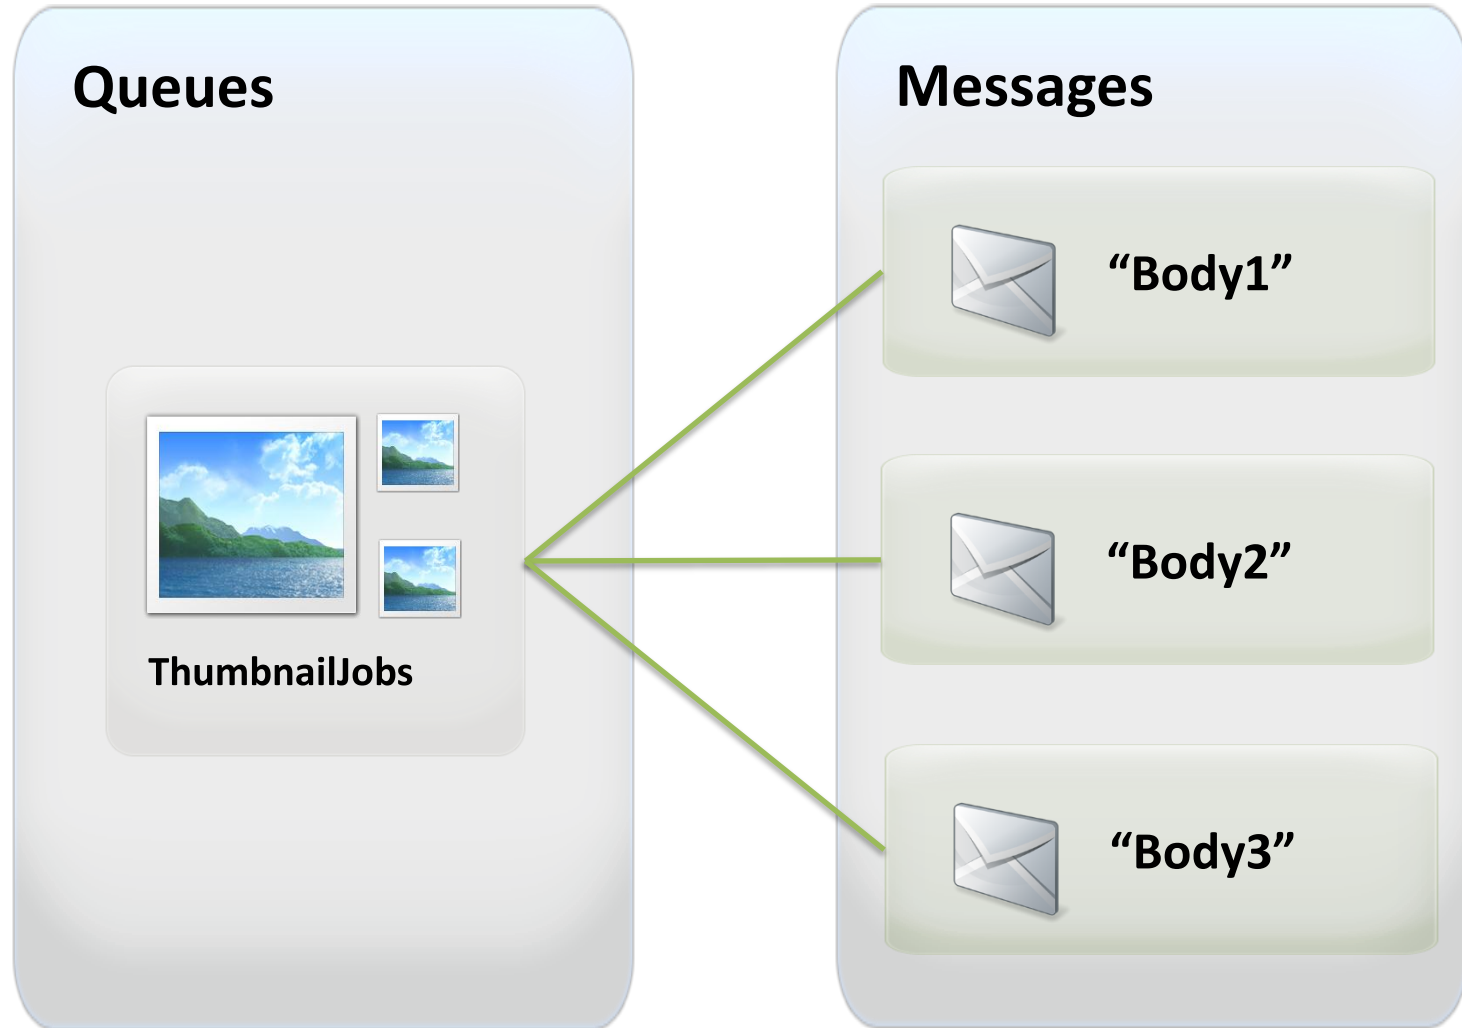 Queues
Messages
“Body1”
“Body2”
ThumbnailJobs
“Body3”